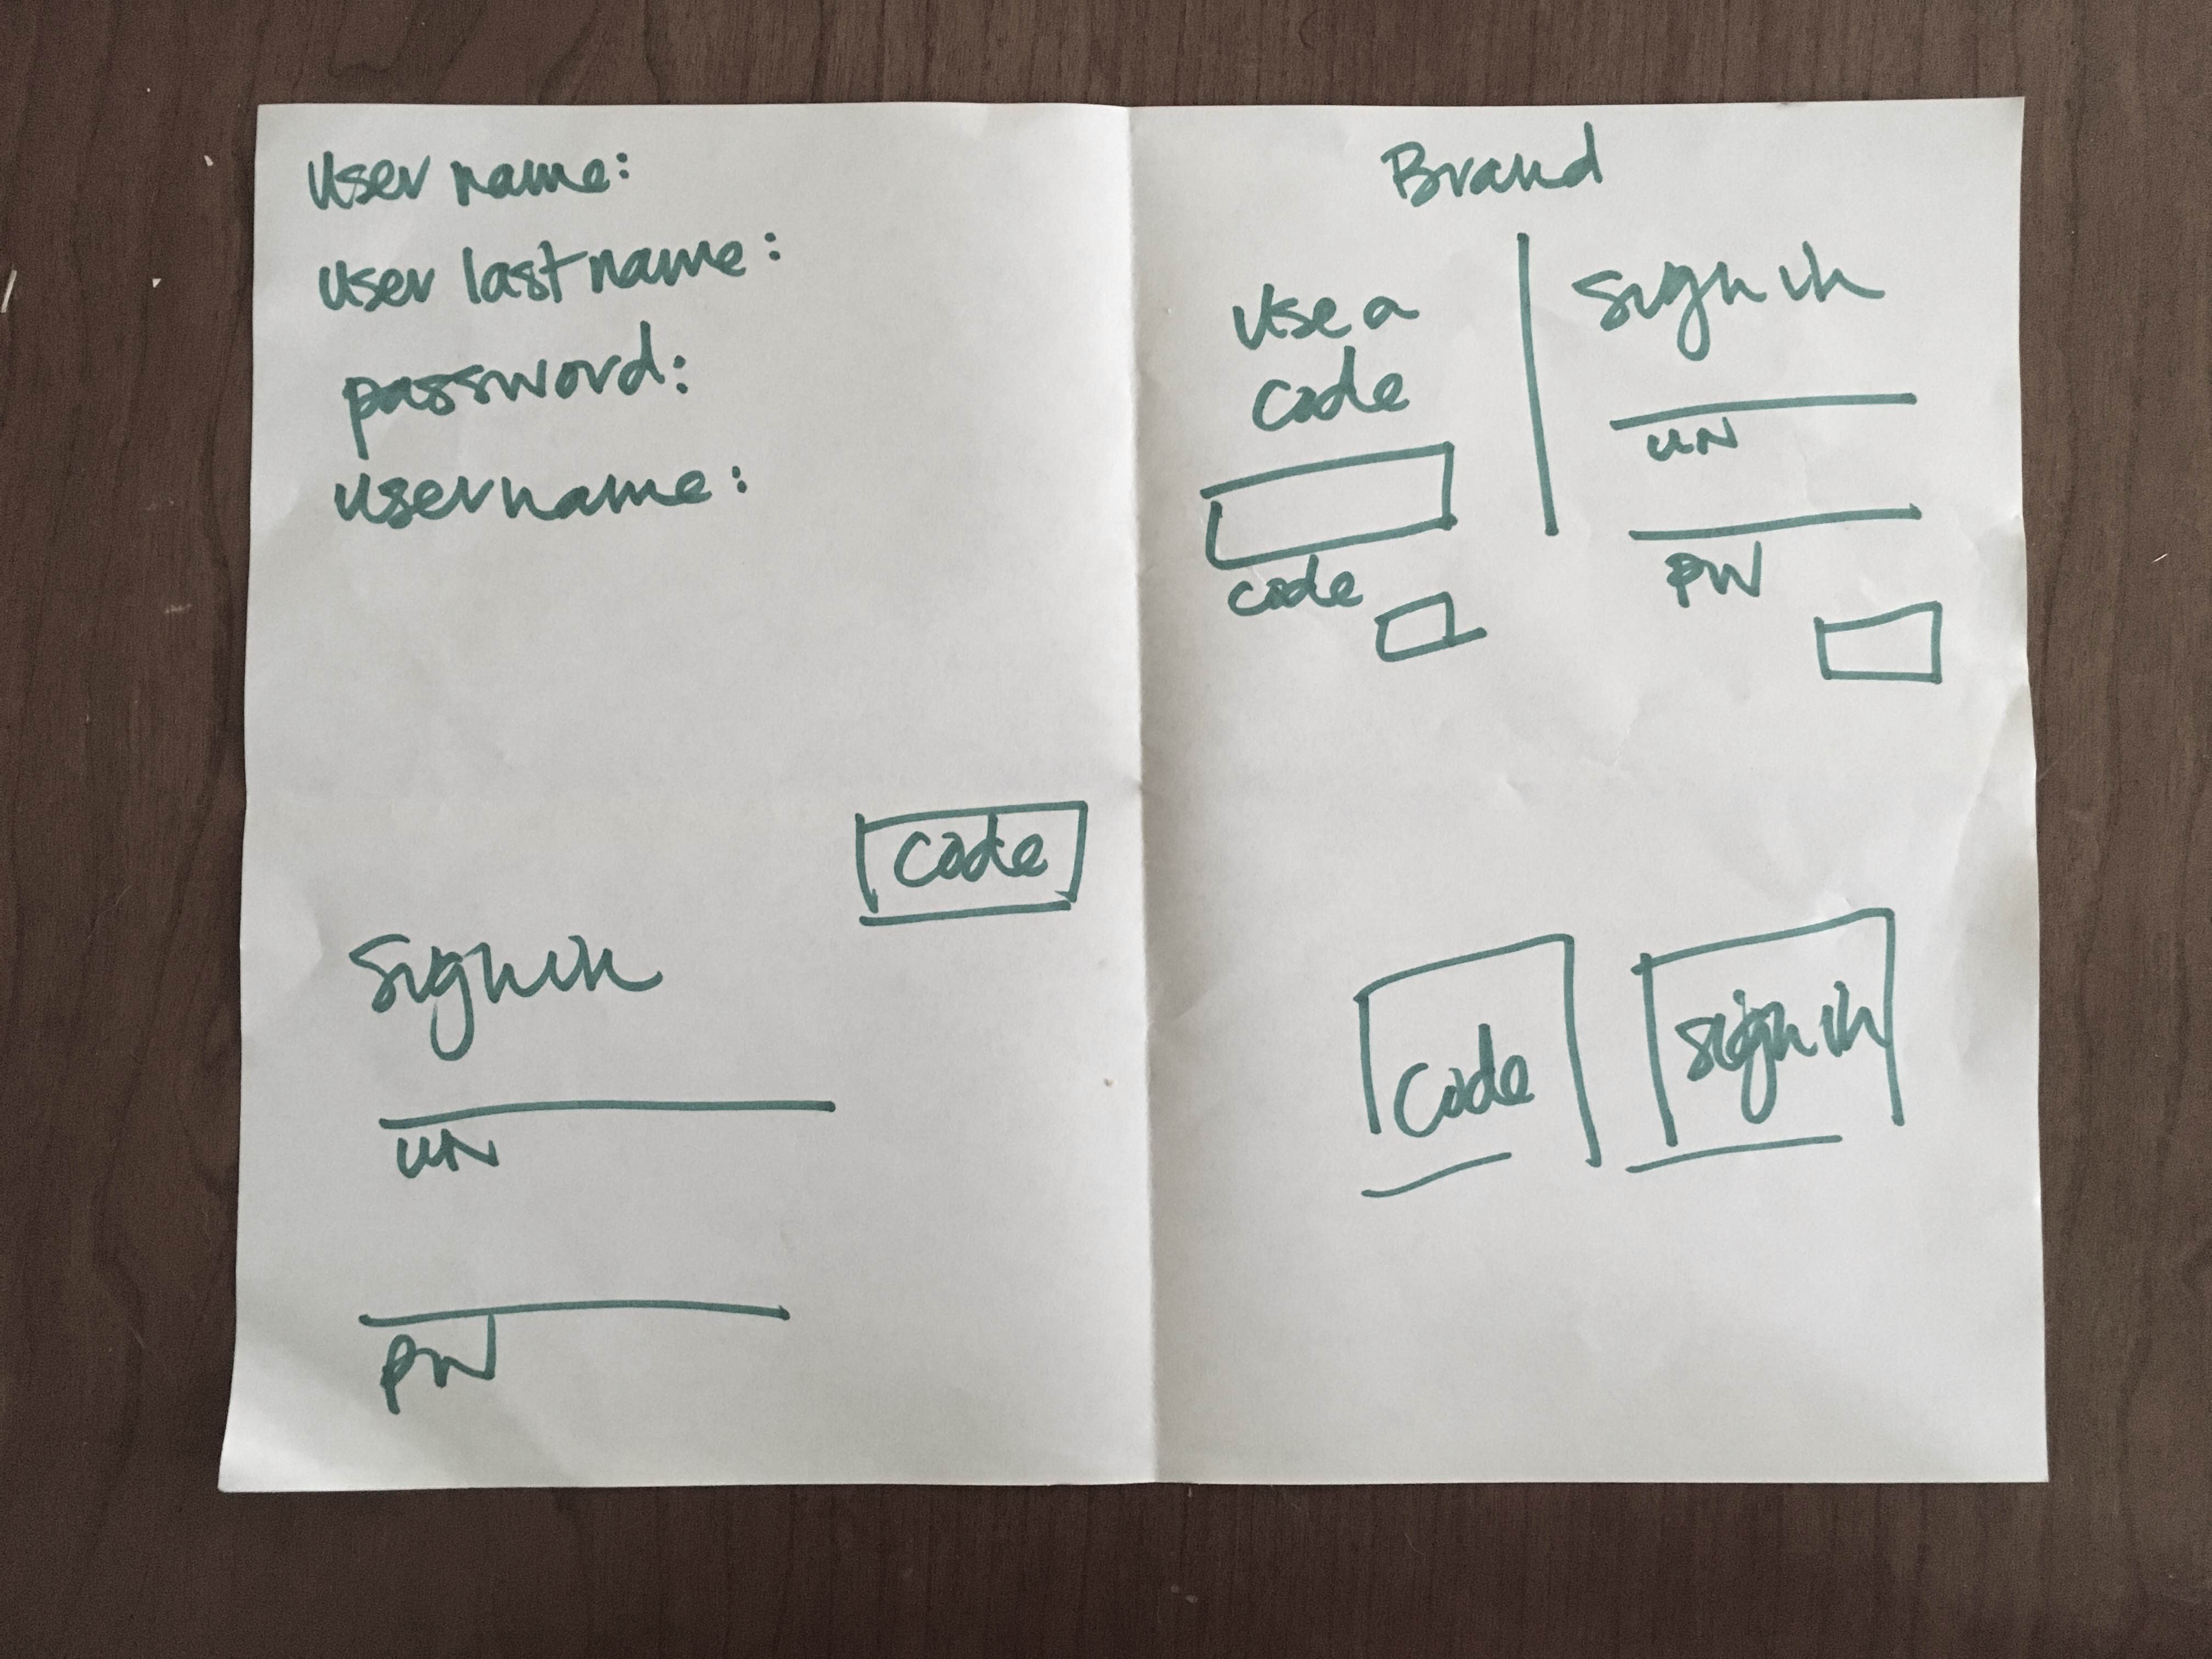 User name:
User last name:
password:
username:
Code
Sign in
UN
PW
Brand
Use a
code
code
Sign in
UN
PW
Code
Sign in